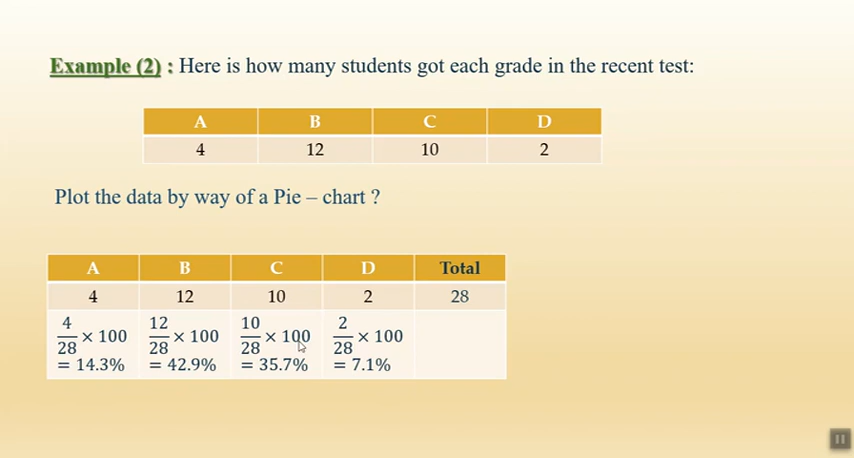 Example (2) : Here is how many students got each grade in the recent test:
A B C D
4 12 10 2
Plot the data by way of a Pie – chart ?
A B C D Total
4 12 10 2 28
4/28 × 100 12/28 × 100 10/28 × 100 2/28 × 100
= 14.3% = 42.9% = 35.7% = 7.1%